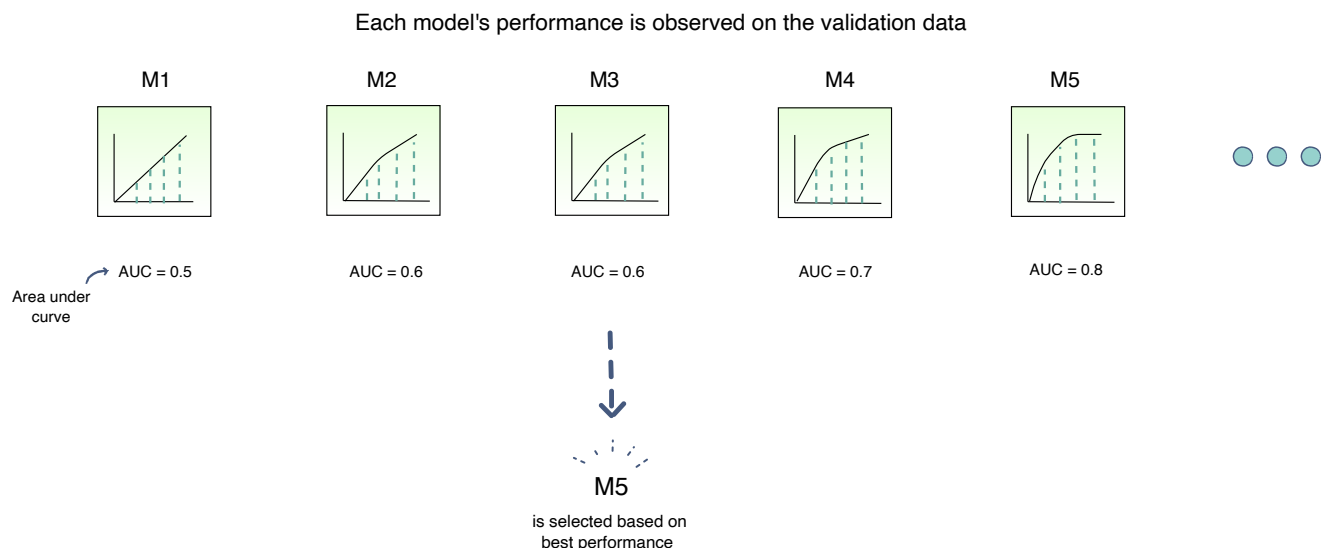 Each model's performance is observed on the validation data
M1
M2
M3
M4
M5
AUC = 0.5
AUC = 0.6
AUC = 0.6
AUC = 0.7
AUC = 0.8
Area under
curve
M5
is selected based on
best performance